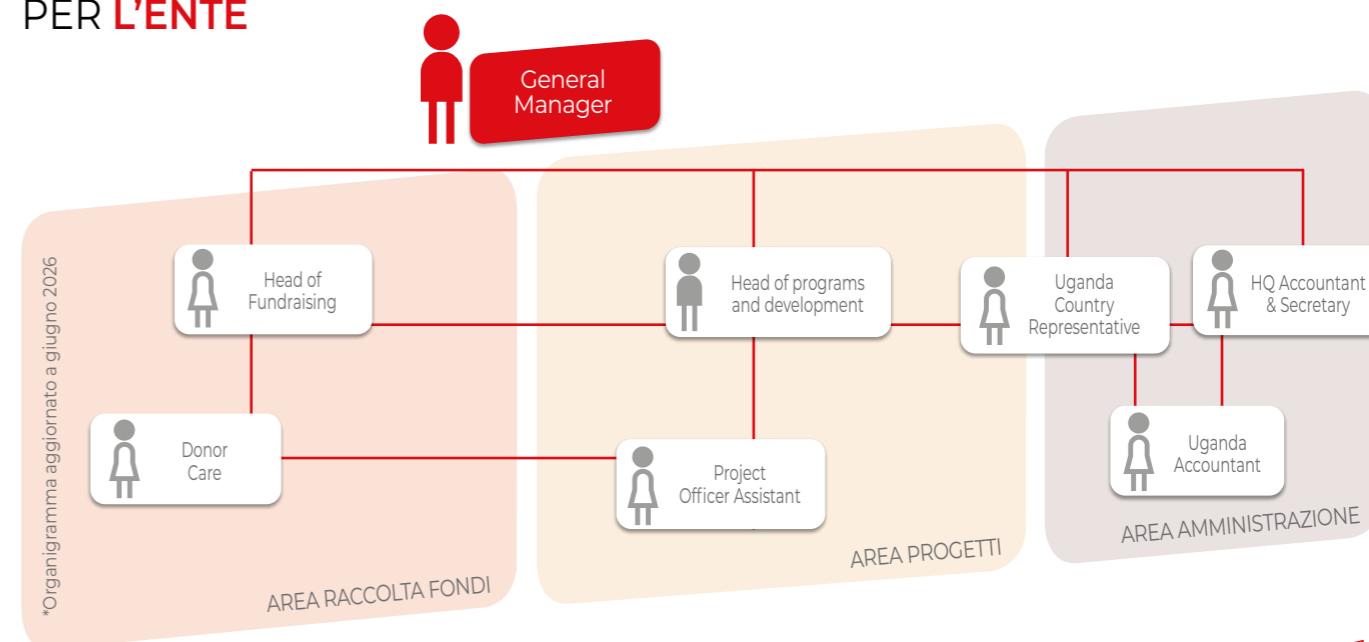 PER L'ENTE
General
Manager
Head of
Fundraising
Head of programs
and development
Uganda
Country
Representative
HQ Accountant
& Secretary
Donor
Care
Project
Officer Assistant
Uganda
Accountant
AREA RACCOLTA FONDI
AREA PROGETTI
AREA AMMINISTRAZIONE
*Organigramma aggiornato a giugno 2026